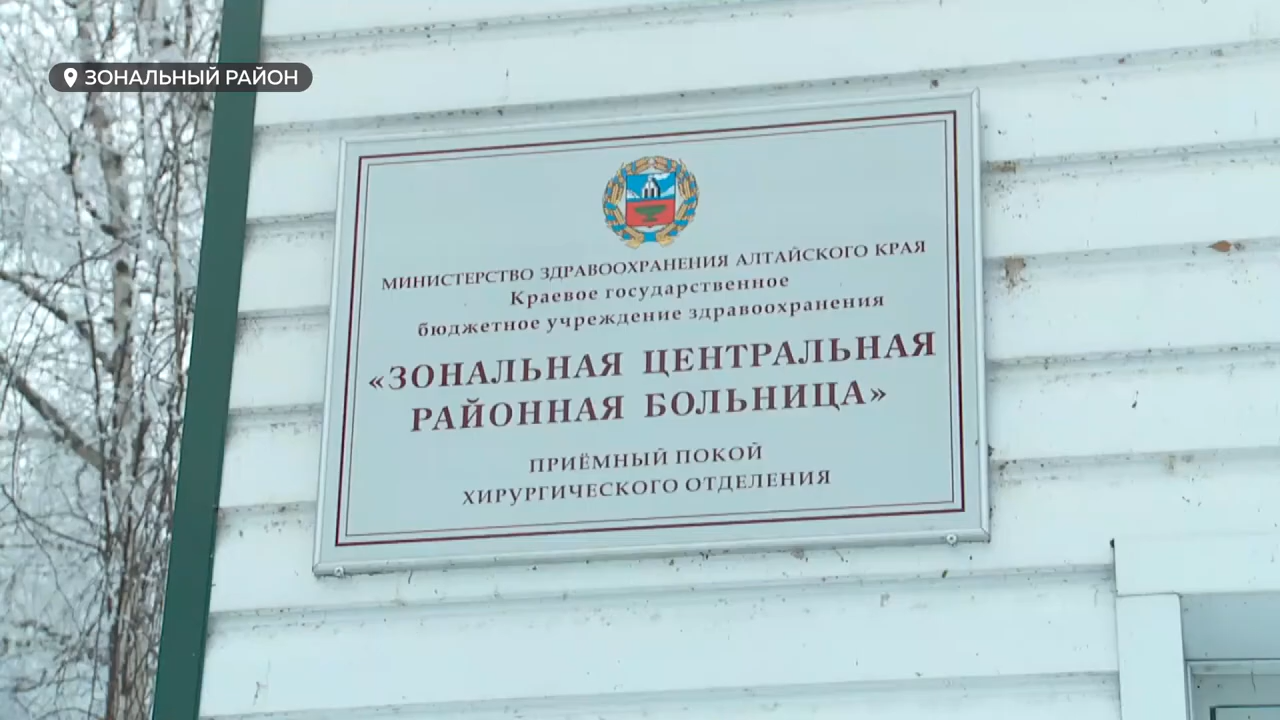 ЗОНАЛЬНЫЙ РАЙОН
МИНИСТЕРСТВО ЗДРАВООХРАНЕНИЯ АЛТАЙСКОГО КРАЯ
Краевое государственное
бюджетное учреждение здравоохранения
«ЗОНАЛЬНАЯ ЦЕНТРАЛЬНАЯ
РАЙОННАЯ БОЛЬНИЦА»
ПРИЁМНЫЙ ПОКОЙ
ХИРУРГИЧЕСКОГО ОТДЕЛЕНИЯ